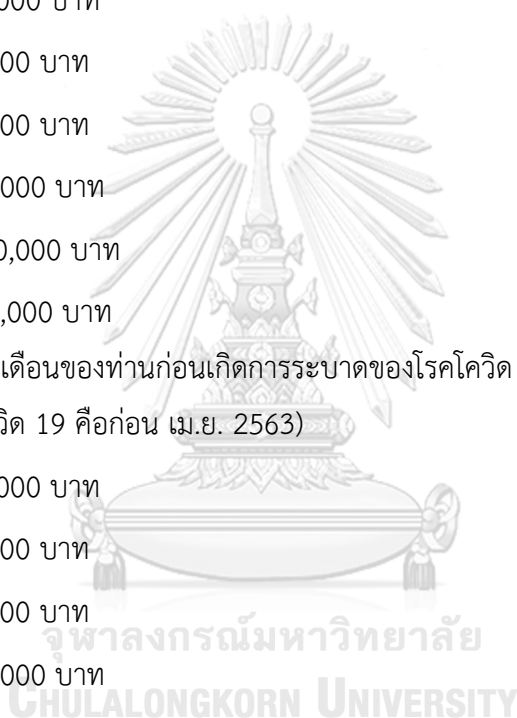 000 บาท
00 บาท
00 บาท
,000 บาท
0,000 บาท
,000 บาท
เดือนของท่านก่อนเกิดการระบาดของโรคโควิด
วิด 19 คือก่อน เม.ย. 2563)
000 บาท
00 บาท
00 บาท
จุฬาลงกรณ์มหาวิทยาลัย
000 บาท
CHULALONGKORN UNIVERSITY